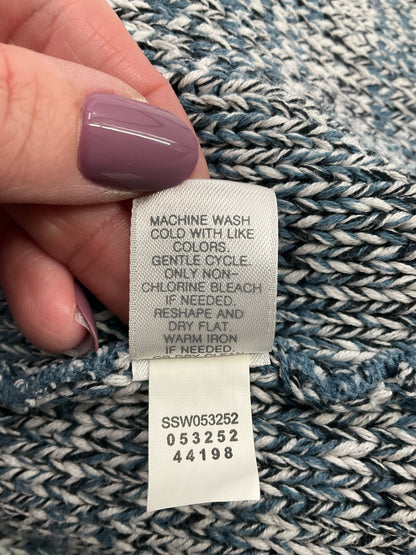 MACHINE WASH
COLD WITH LIKE
COLORS.
GENTLE CYCLE.
ONLY NON-
CHLORINE BLEACH
IF NEEDED.
RESHAPE AND
DRY FLAT.
WARM IRON
IF NEEDED.
SSW053252
053252
44198